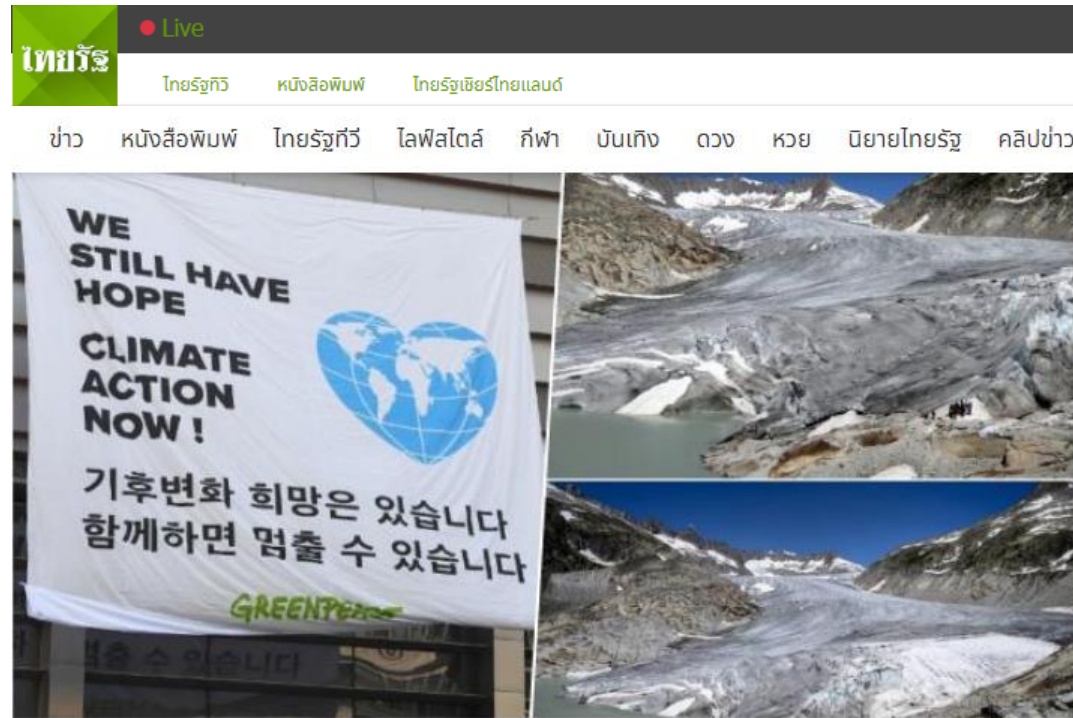 ไทยรัฐ
Live
ไทยรัฐทีวี
หนังสือพิมพ์
ไทยรัฐเชียร์ไทยแลนด์
ข่าว
หนังสือพิมพ์
ไทยรัฐทีวี
ไลฟ์สไตล์
กีฬา
บันเทิง
ดวง
หวย
นิยายไทยรัฐ
คลิปข่าว
WE
STILL HAVE
HOPE
CLIMATE
ACTION
NOW !
기후변화 희망은 있습니다
함께하면 멈출 수 있습니다
GREENPEACE